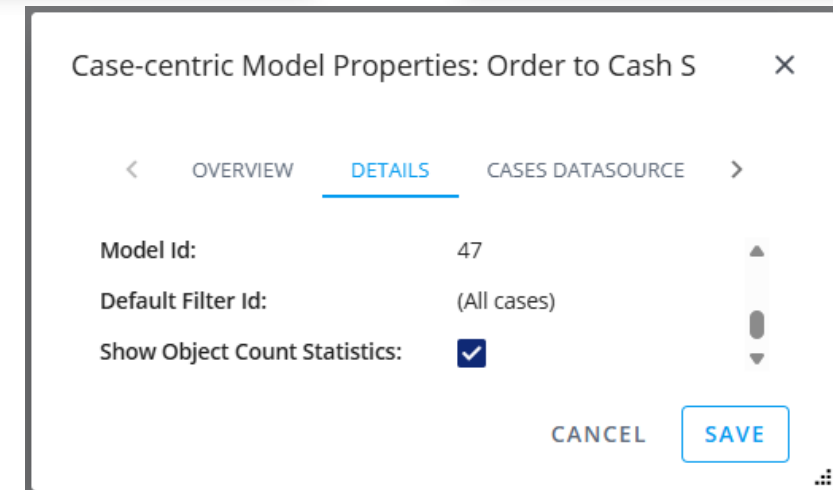 Case-centric Model Properties: Order to Cash S
OVERVIEW DETAILS CASES DATASOURCE
Model Id: 47
Default Filter Id: (All cases)
Show Object Count Statistics:
CANCEL SAVE